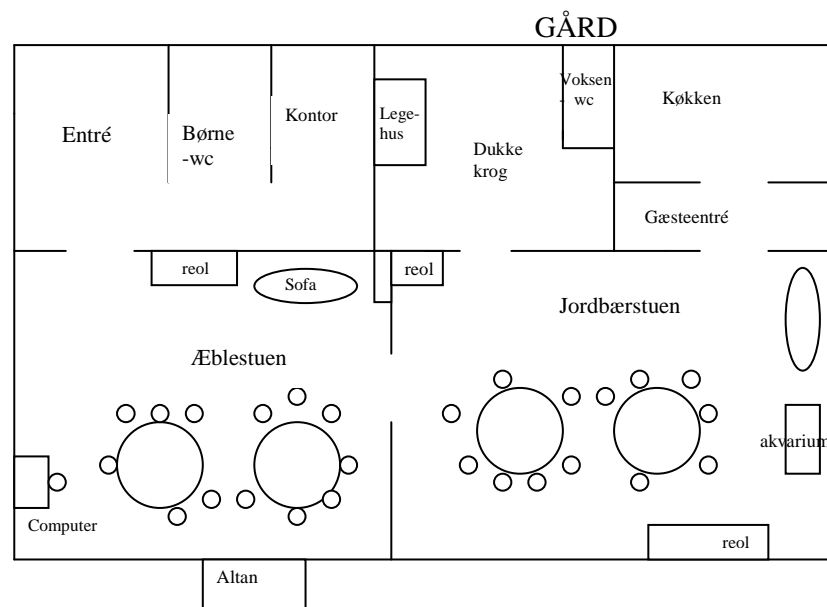 GÅRD
Entré
Børne
-wc
Kontor
Lege-
hus
Dukke
krog
Voksen
- wc
Køkken
Gæsteentré
reol
Sofa
reol
Jordbærstuen
Æblestuen
akvarium
Computer
reol
Altan